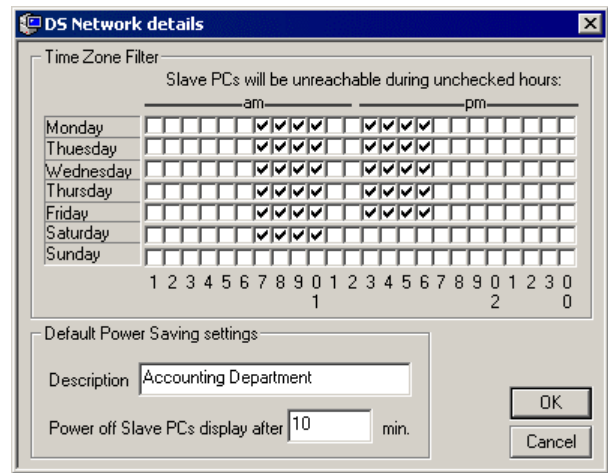 DS Network details
Time Zone Filter
Slave PCs will be unreachable during unchecked hours:
am pm
Monday
Thuesday
Wednesday
Thursday
Friday
Saturday
Sunday
1 2 3 4 5 6 7 8 9 0 1 2 3 4 5 6 7 8 9 0 1 2 3 0
1 2 0
Default Power Saving settings
Description Accounting Department
Power off Slave PCs display after 10 min.
OK
Cancel